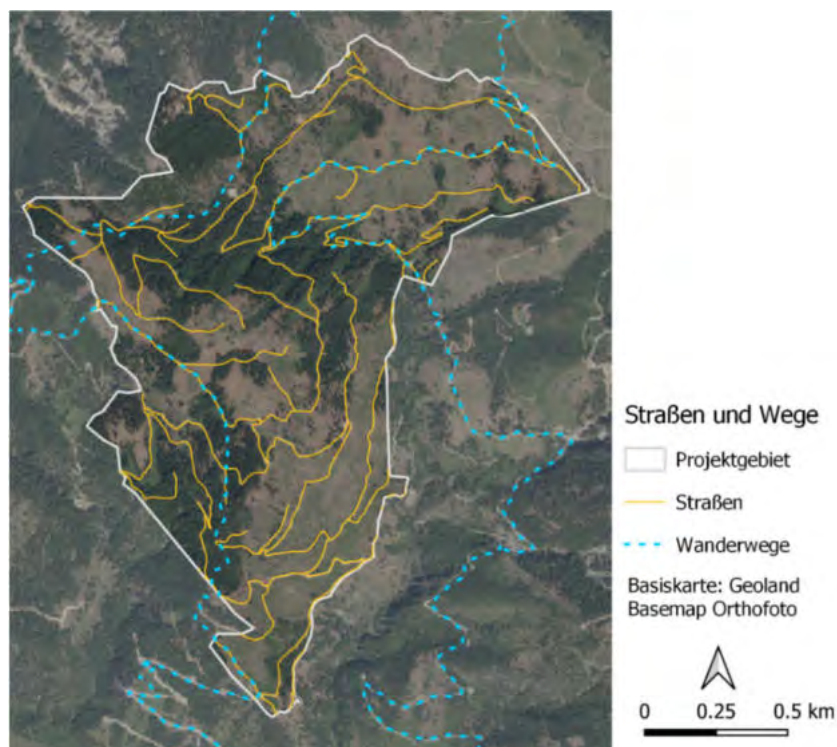 Straßen und Wege
Projektgebiet
Straßen
Wanderwege
Basiskarte: Geoland
Basemap Orthofoto
0 0.25 0.5 km